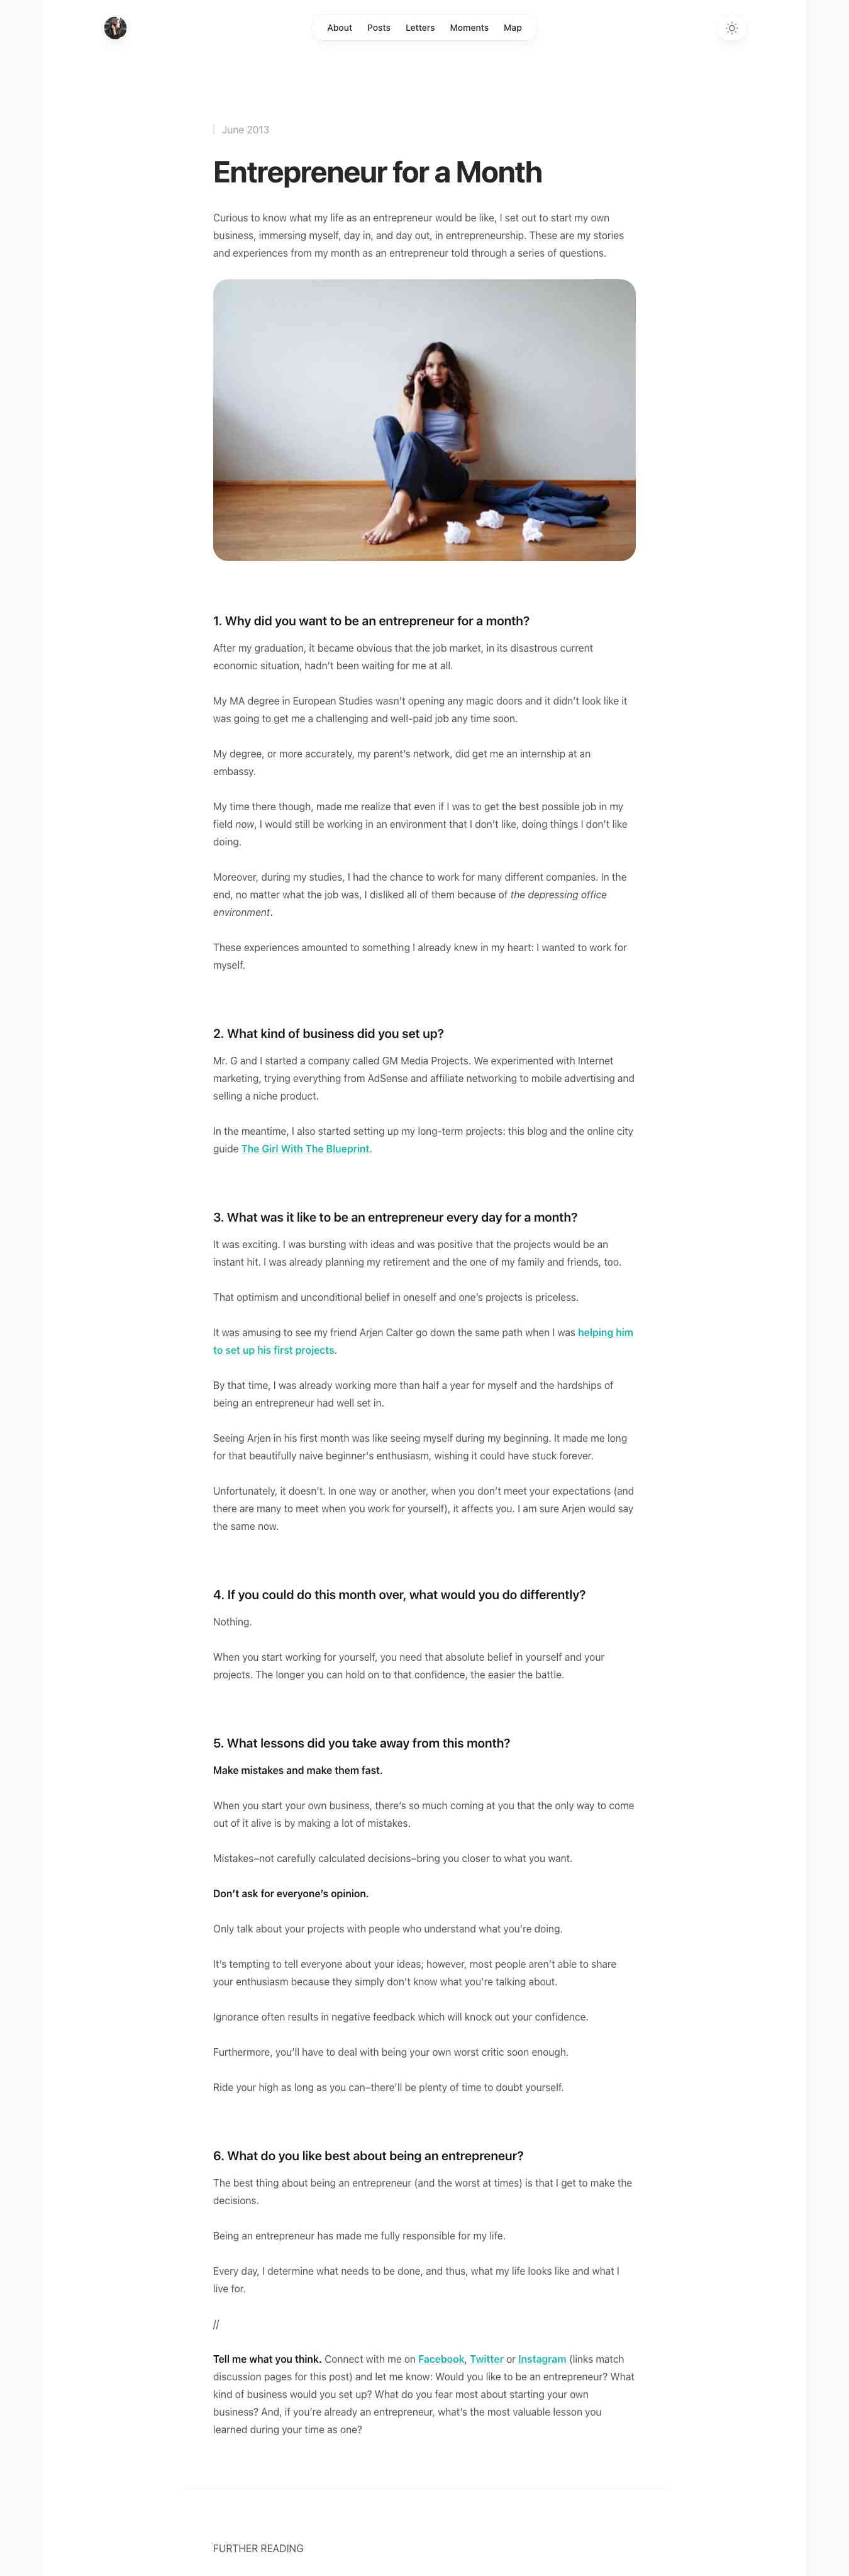 About Posts Letters Moments Map
June 2013
Entrepreneur for a Month
Curious to know what my life as an entrepreneur would be like, I set out to start my own
business, immersing myself, day in, and day out, in entrepreneurship. These are my stories
and experiences from my month as an entrepreneur told through a series of questions.
1. Why did you want to be an entrepreneur for a month?
After my graduation, it became obvious that the job market, in its disastrous current
economic situation, hadn't been waiting for me at all.
My MA degree in European Studies wasn't opening any magic doors and it didn't look like it
was going to get me a challenging and well-paid job any time soon.
My degree, or more accurately, my parent's network, did get me an internship at an
embassy.
My time there though, made me realize that even if I was to get the best possible job in my
field now, I would still be working in an environment that I don't like, doing things I don't like
doing.
Moreover, during my studies, I had the chance to work for many different companies. In the
end, no matter what the job was, I disliked all of them because of the depressing office
environment.
These experiences amounted to something I already knew in my heart: I wanted to work for
myself.
2. What kind of business did you set up?
Mr. G and I started a company called GM Media Projects. We experimented with Internet
marketing, trying everything from AdSense and affiliate networking to mobile advertising and
selling a niche product.
In the meantime, I also started setting up my long-term projects: this blog and the online city
guide The Girl With The Blueprint.
3. What was it like to be an entrepreneur every day for a month?
It was exciting. I was bursting with ideas and was positive that the projects would be an
instant hit. I was already planning my retirement and the one of my family and friends, too.
That optimism and unconditional belief in oneself and one's projects is priceless.
It was amusing to see my friend Arjen Calter go down the same path when I was helping him
to set up his first projects.
By that time, I was already working more than half a year for myself and the hardships of
being an entrepreneur had well set in.
Seeing Arjen in his first month was like seeing myself during my beginning. It made me long
for that beautifully naive beginner's enthusiasm, wishing it could have stuck forever.
Unfortunately, it doesn't. In one way or another, when you don't meet your expectations (and
there are many to meet when you work for yourself), it affects you. I am sure Arjen would say
the same now.
4. If you could do this month over, what would you do differently?
Nothing.
When you start working for yourself, you need that absolute belief in yourself and your
projects. The longer you can hold on to that confidence, the easier the battle.
5. What lessons did you take away from this month?
Make mistakes and make them fast.
When you start your own business, there's so much coming at you that the only way to come
out of it alive is by making a lot of mistakes.
Mistakes–not carefully calculated decisions–bring you closer to what you want.
Don't ask for everyone's opinion.
Only talk about your projects with people who understand what you're doing.
It's tempting to tell everyone about your ideas; however, most people aren't able to share
your enthusiasm because they simply don't know what you're talking about.
Ignorance often results in negative feedback which will knock out your confidence.
Furthermore, you'll have to deal with being your own worst critic soon enough.
Ride your high as long as you can–there'll be plenty of time to doubt yourself.
6. What do you like best about being an entrepreneur?
The best thing about being an entrepreneur (and the worst at times) is that I get to make the
decisions.
Being an entrepreneur has made me fully responsible for my life.
Every day, I determine what needs to be done, and thus, what my life looks like and what I
live for.
//
Tell me what you think. Connect with me on Facebook, Twitter or Instagram (links match
discussion pages for this post) and let me know: Would you like to be an entrepreneur? What
kind of business would you set up? What do you fear most about starting your own
business? And, if you're already an entrepreneur, what's the most valuable lesson you
learned during your time as one?
FURTHER READING